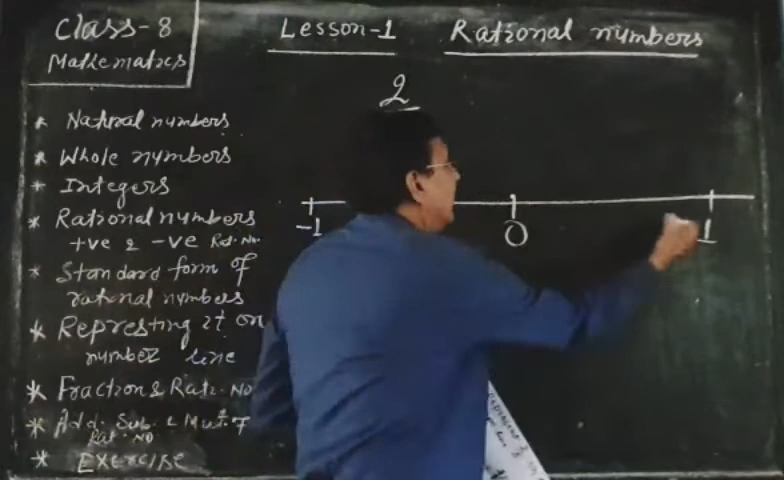 Class-8
Mathematics
Lesson-1 Rational numbers
2
* Natural numbers
* Whole numbers
* Integers
* Rational numbers
+ve & -ve Rat. No.
* Standard form of
rational numbers
* Represting it on
number line
* Fraction & Rati. NO
* Add. Sub. & Mut. of
Rat. NO
* EXERCISE
-1 0 1